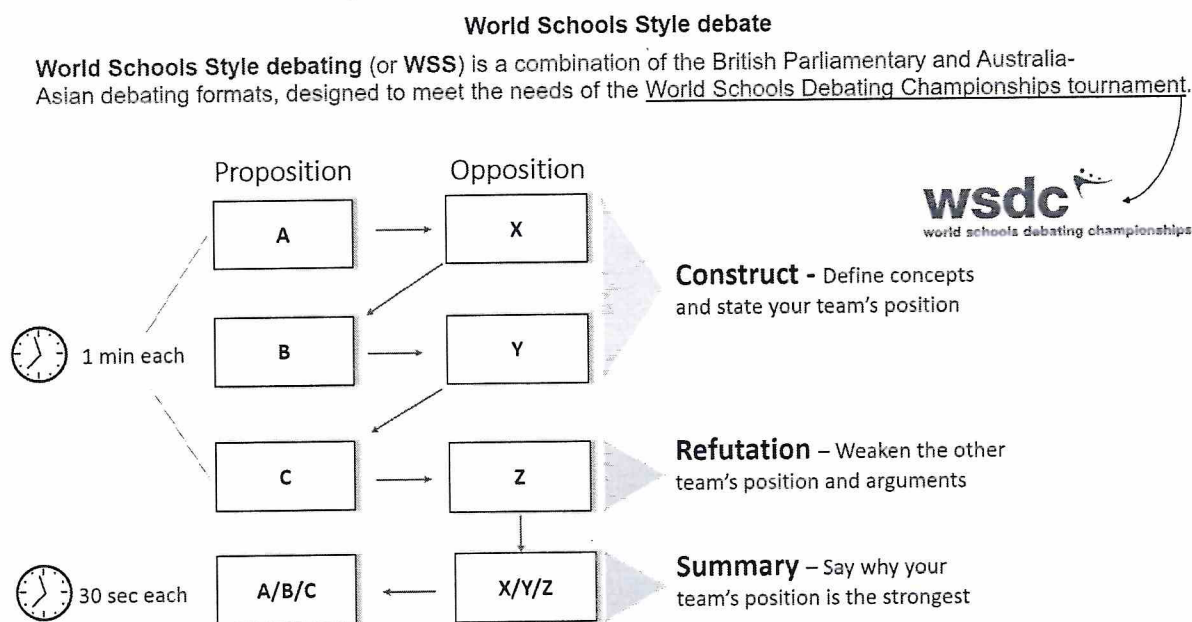 World Schools Style debate
World Schools Style debating (or WSS) is a combination of the British Parliamentary and Australia-
Asian debating formats, designed to meet the needs of the World Schools Debating Championships tournament.
Proposition Opposition
wsdc
world schools debating championships
A X
Construct - Define concepts
and state your team's position
1 min each B Y
C Z
Refutation – Weaken the other
team's position and arguments
30 sec each A/B/C X/Y/Z
Summary – Say why your
team's position is the strongest